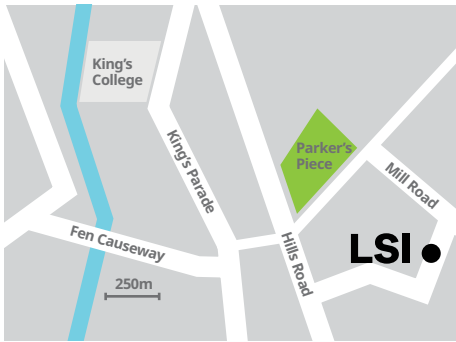 King's
College
King's Parade
Parker's
Piece
Mill Road
Fen Causeway
Hills Road
LSI
250m